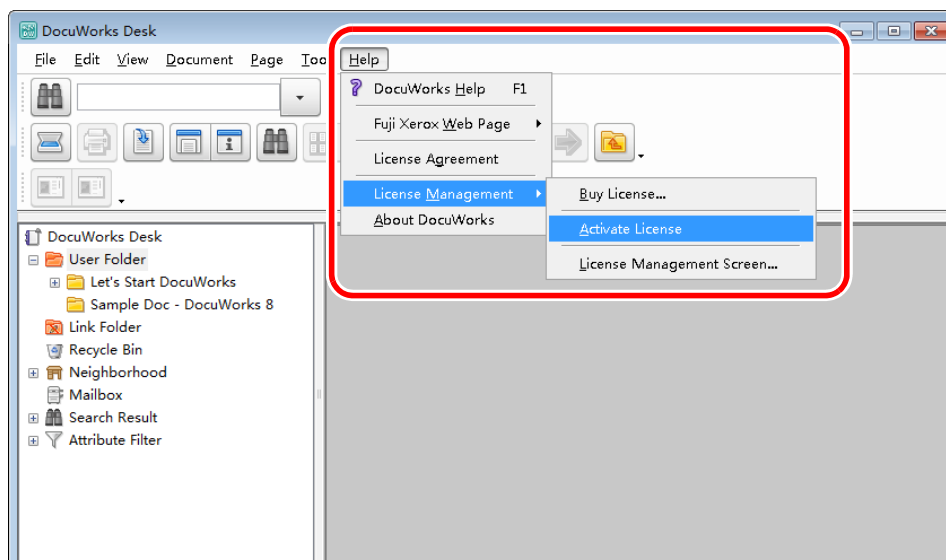 DocuWorks Desk
File Edit View Document Page Too Help
DocuWorks Help F1
Fuji Xerox Web Page
License Agreement
License Management
About DocuWorks
Buy License...
Activate License
License Management Screen...
DocuWorks Desk
User Folder
Let's Start DocuWorks
Sample Doc - DocuWorks 8
Link Folder
Recycle Bin
Neighborhood
Mailbox
Search Result
Attribute Filter